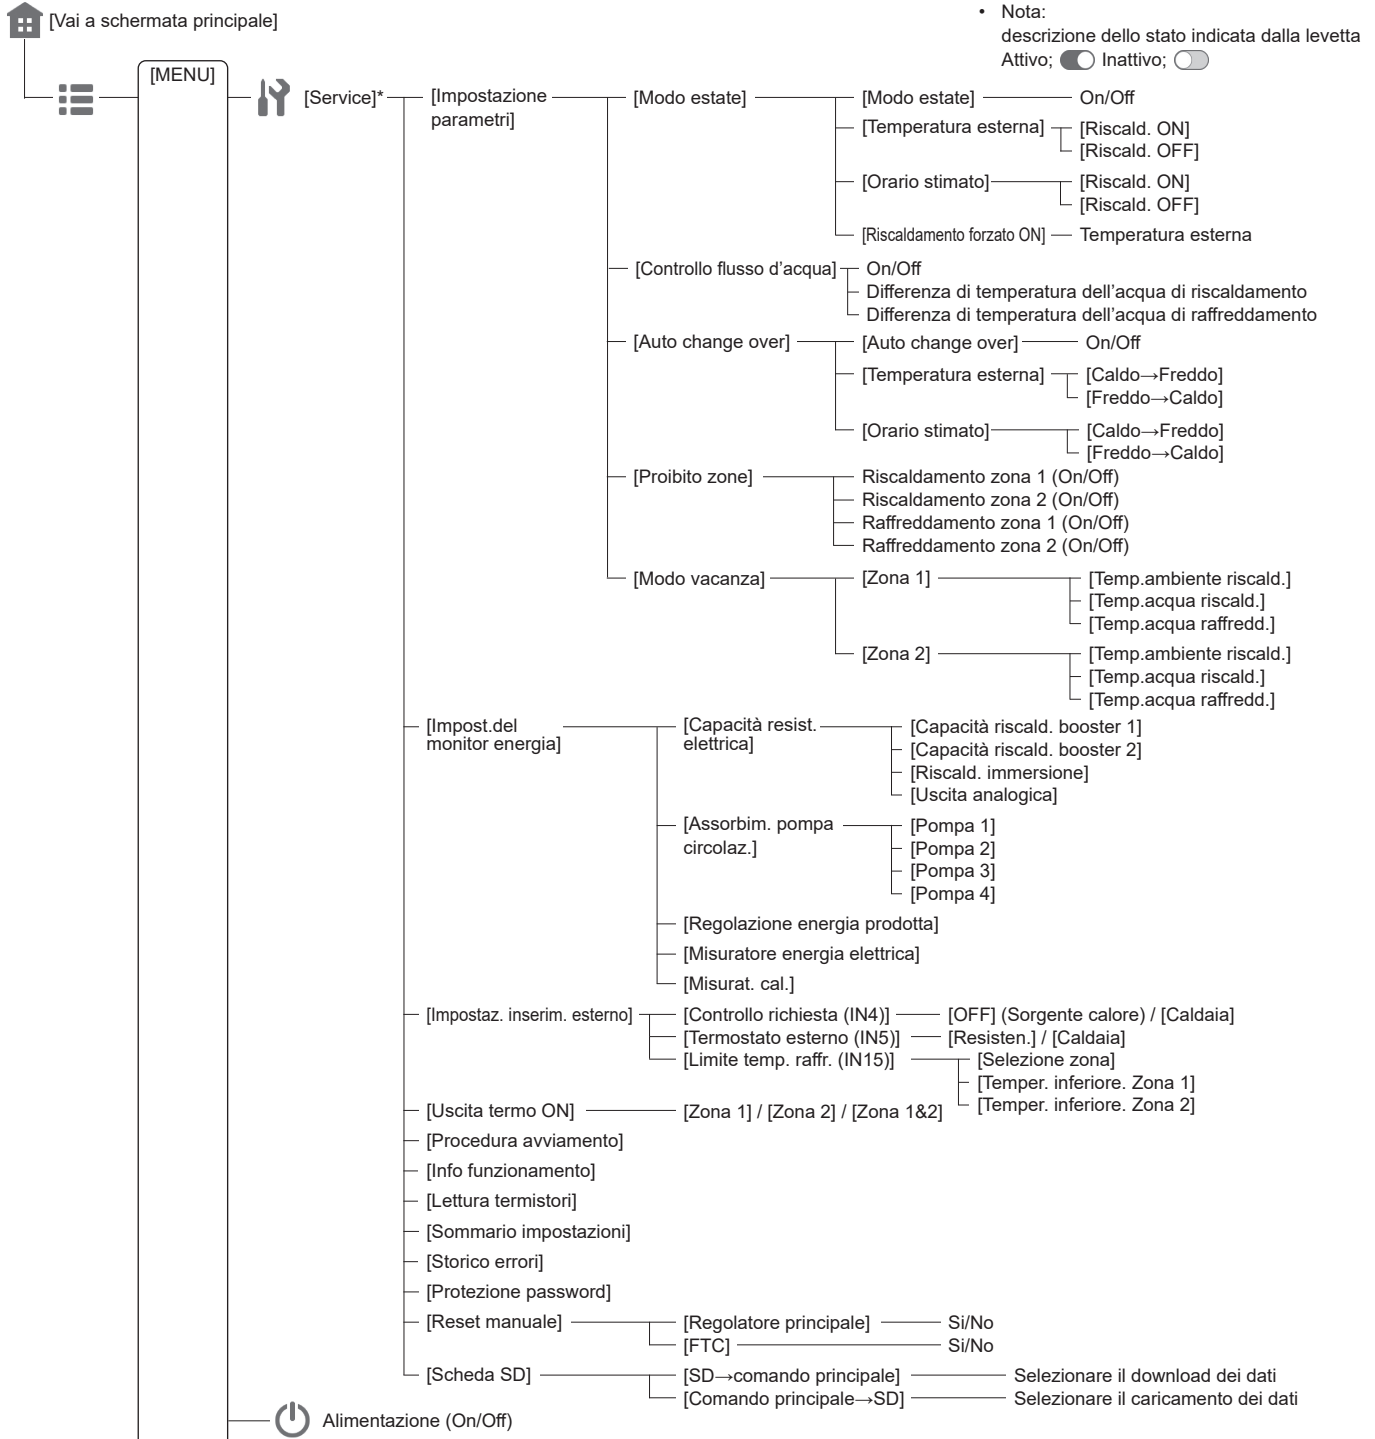 [Vai a schermata principale]
• Nota:
descrizione dello stato indicata dalla levetta
Attivo; Inattivo;
[MENU]
[Service]*
[Impostazione
parametri]
[Modo estate]
[Modo estate]
On/Off
[Temperatura esterna]
[Riscald. ON]
[Riscald. OFF]
[Orario stimato]
[Riscald. ON]
[Riscald. OFF]
[Riscaldamento forzato ON]
Temperatura esterna
[Controllo flusso d'acqua]
On/Off
Differenza di temperatura dell'acqua di riscaldamento
Differenza di temperatura dell'acqua di raffreddamento
[Auto change over]
[Auto change over]
On/Off
[Temperatura esterna]
[Caldo→Freddo]
[Freddo→Caldo]
[Orario stimato]
[Caldo→Freddo]
[Freddo→Caldo]
[Proibito zone]
Riscaldamento zona 1 (On/Off)
Riscaldamento zona 2 (On/Off)
Raffreddamento zona 1 (On/Off)
Raffreddamento zona 2 (On/Off)
[Modo vacanza]
[Zona 1]
[Temp.ambiente riscald.]
[Temp.acqua riscald.]
[Temp.acqua raffredd.]
[Zona 2]
[Temp.ambiente riscald.]
[Temp.acqua riscald.]
[Temp.acqua raffredd.]
[Impost.del
monitor energia]
[Capacità resist.
elettrica]
[Capacità riscald. booster 1]
[Capacità riscald. booster 2]
[Riscald. immersione]
[Uscita analogica]
[Assorbim. pompa
circolaz.]
[Pompa 1]
[Pompa 2]
[Pompa 3]
[Pompa 4]
[Regolazione energia prodotta]
[Misuratore energia elettrica]
[Misurat. cal.]
[Impostaz. inserim. esterno]
[Controllo richiesta (IN4)]
[OFF] (Sorgente calore) / [Caldaia]
[Termostato esterno (IN5)]
[Resisten.] / [Caldaia]
[Limite temp. raffr. (IN15)]
[Selezione zona]
[Temper. inferiore. Zona 1]
[Temper. inferiore. Zona 2]
[Uscita termo ON]
[Zona 1] / [Zona 2] / [Zona 1&2]
[Procedura avviamento]
[Info funzionamento]
[Lettura termistori]
[Sommario impostazioni]
[Storico errori]
[Protezione password]
[Reset manuale]
[Regolatore principale]
Si/No
[FTC]
Si/No
[Scheda SD]
[SD→comando principale]
Selezionare il download dei dati
[Comando principale→SD]
Selezionare il caricamento dei dati
Alimentazione (On/Off)